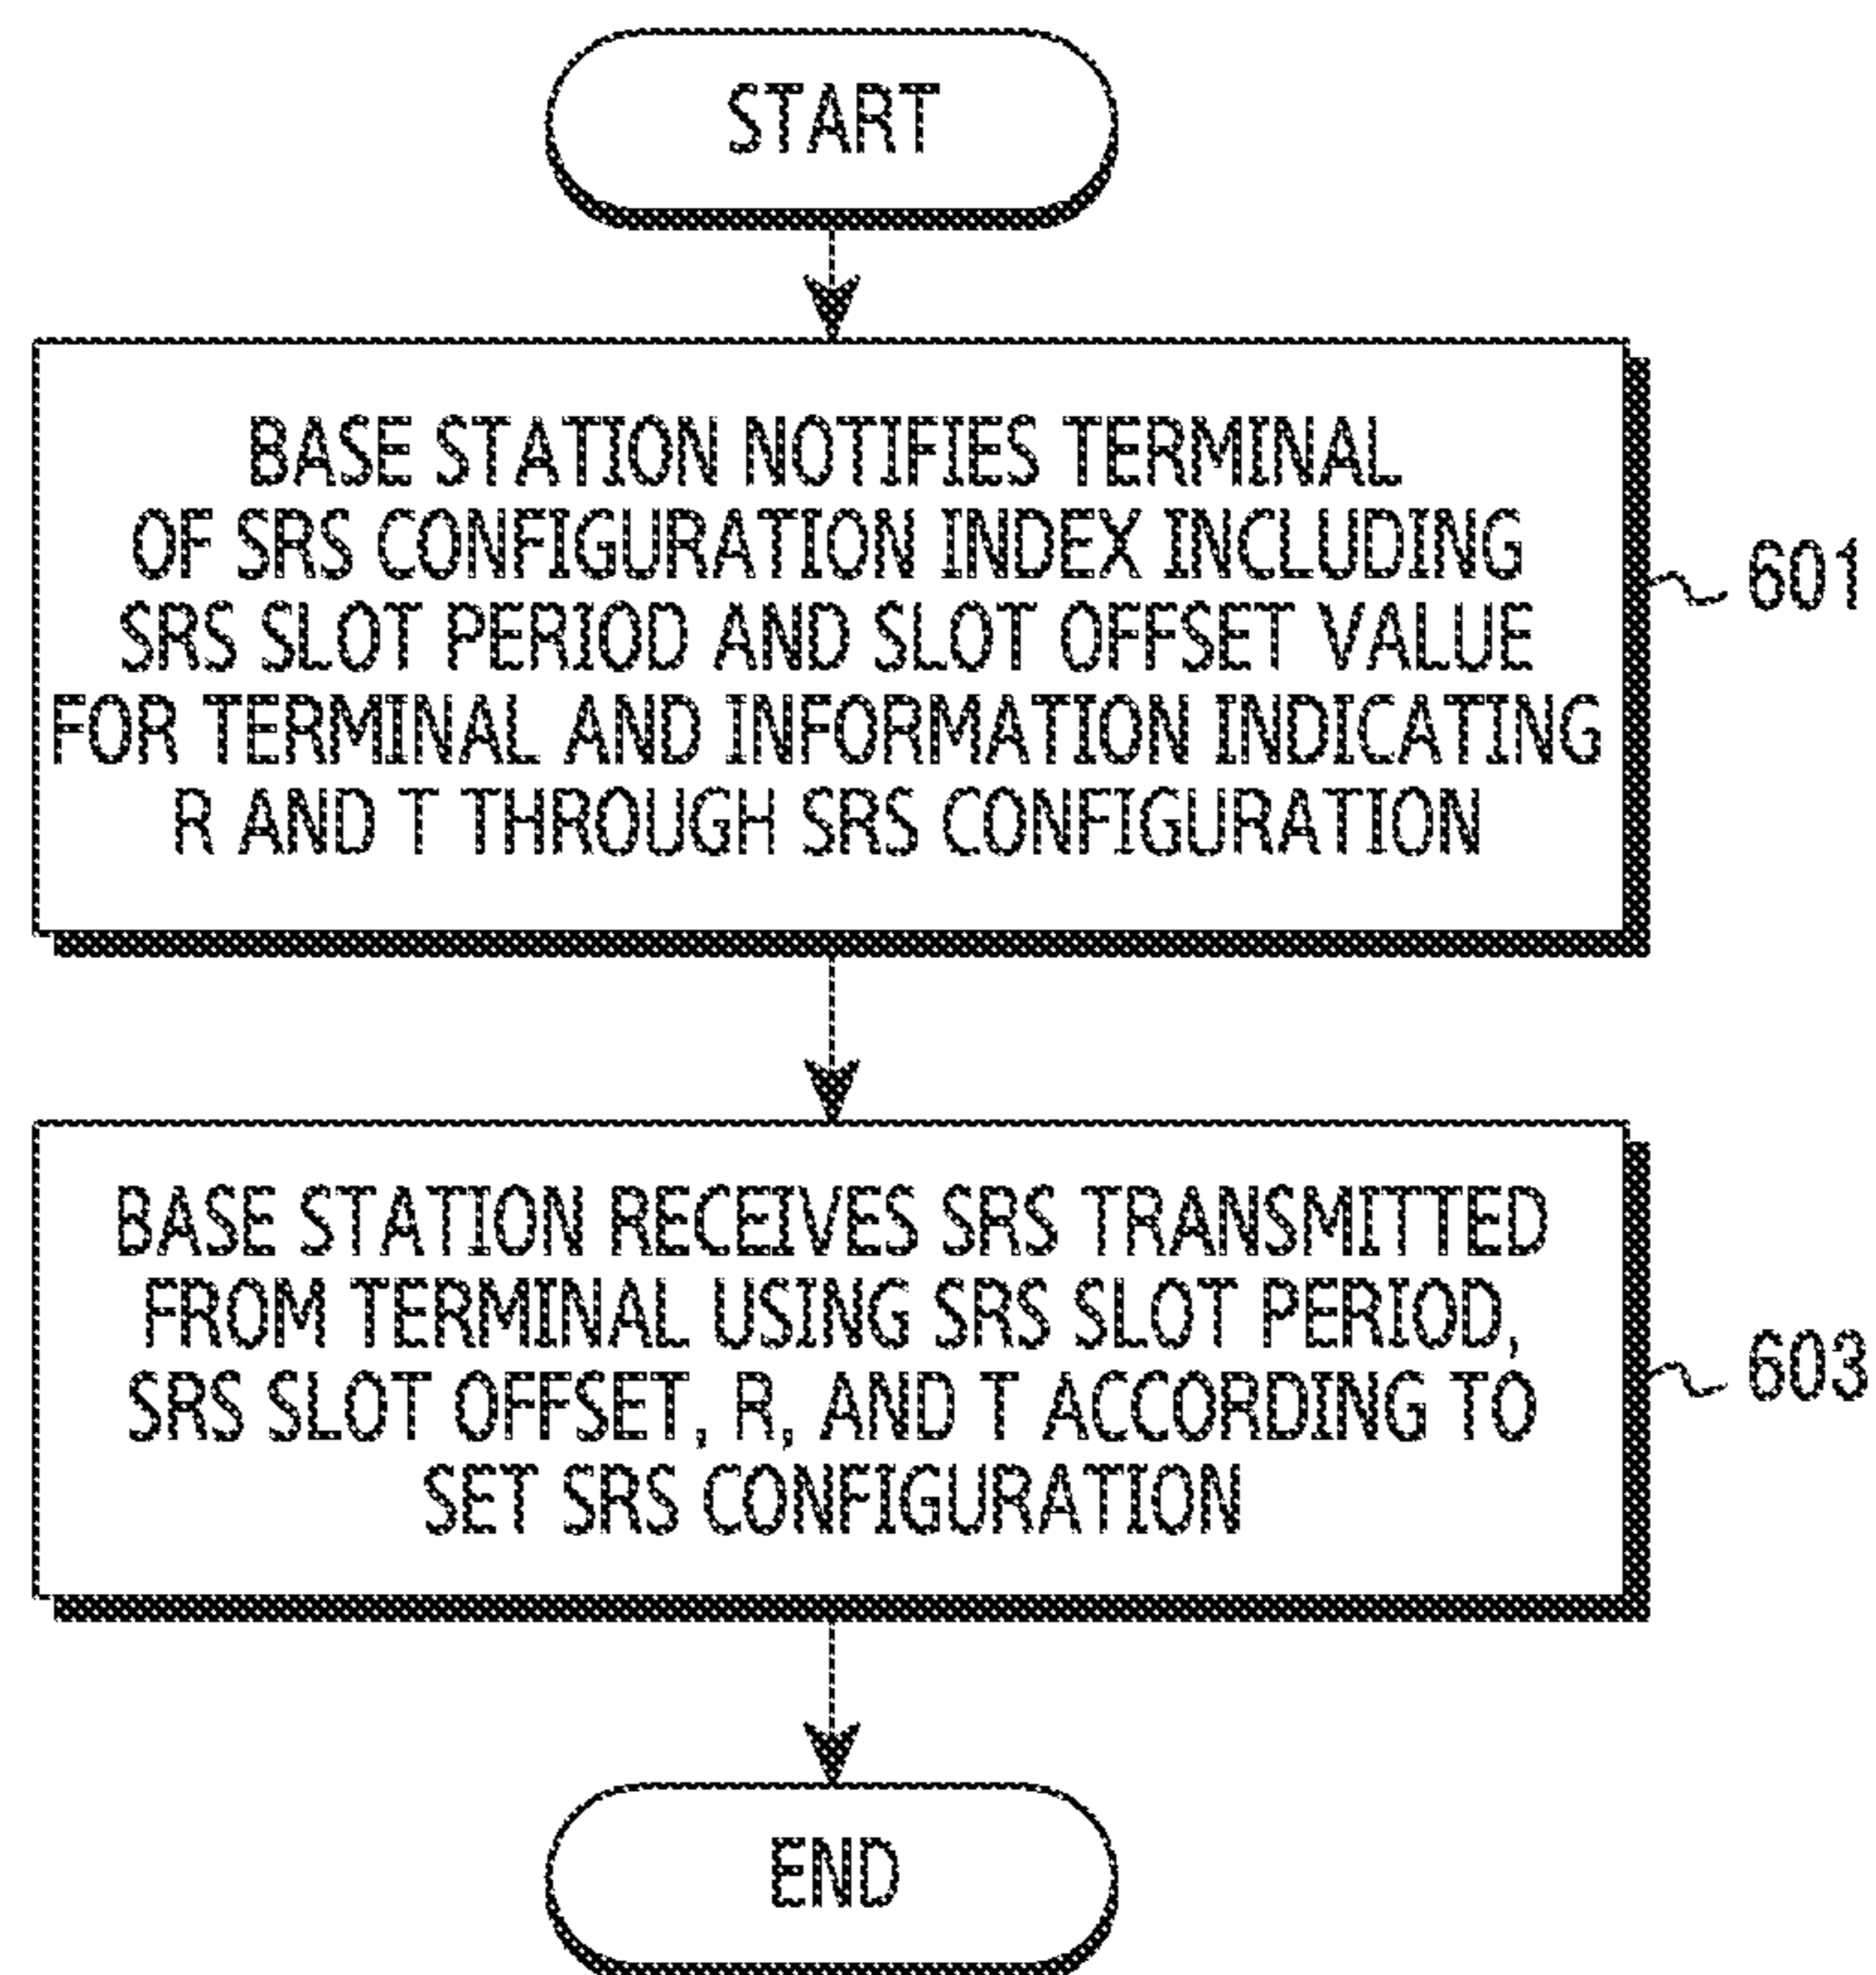 START
BASE STATION NOTIFIES TERMINAL
OF SRS CONFIGURATION INDEX INCLUDING
SRS SLOT PERIOD AND SLOT OFFSET VALUE
FOR TERMINAL AND INFORMATION INDICATING
R AND T THROUGH SRS CONFIGURATION
601
BASE STATION RECEIVES SRS TRANSMITTED
FROM TERMINAL USING SRS SLOT PERIOD,
SRS SLOT OFFSET, R, AND T ACCORDING TO
SET SRS CONFIGURATION
603
END